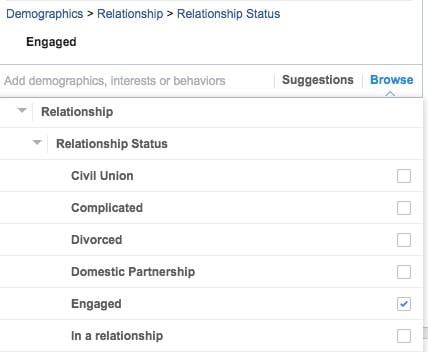 Demographics > Relationship > Relationship Status
Engaged
Add demographics, interests or behaviors
Suggestions
Browse
Relationship
Relationship Status
Civil Union
Complicated
Divorced
Domestic Partnership
Engaged
In a relationship